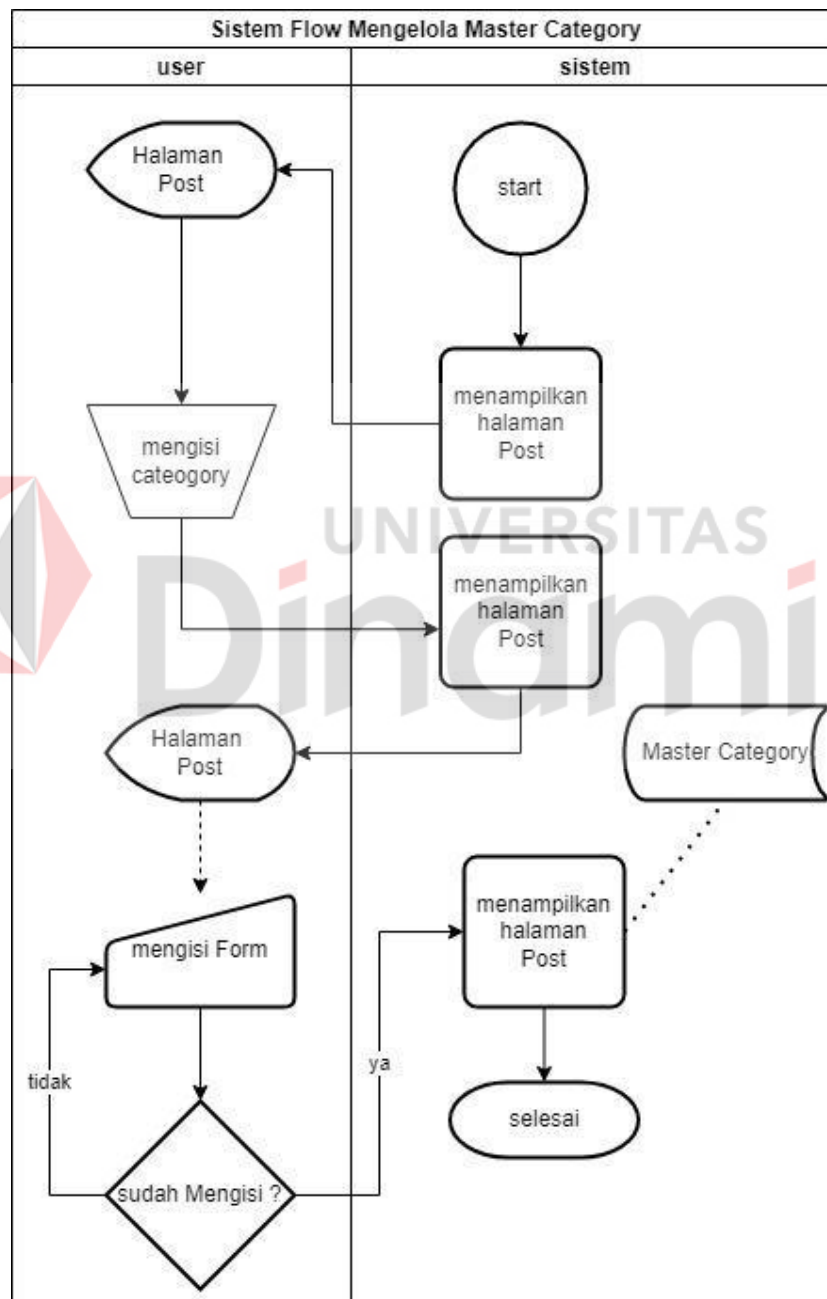 Sistem Flow Mengelola Master Category
user
sistem
Halaman
Post
start
menampilkan
halaman
Post
mengisi
cateogory
UNIVERSITAS
Dinami
menampilkan
halaman
Post
Halaman
Post
Master Category
mengisi Form
menampilkan
halaman
Post
tidak
ya
selesai
sudah Mengisi ?